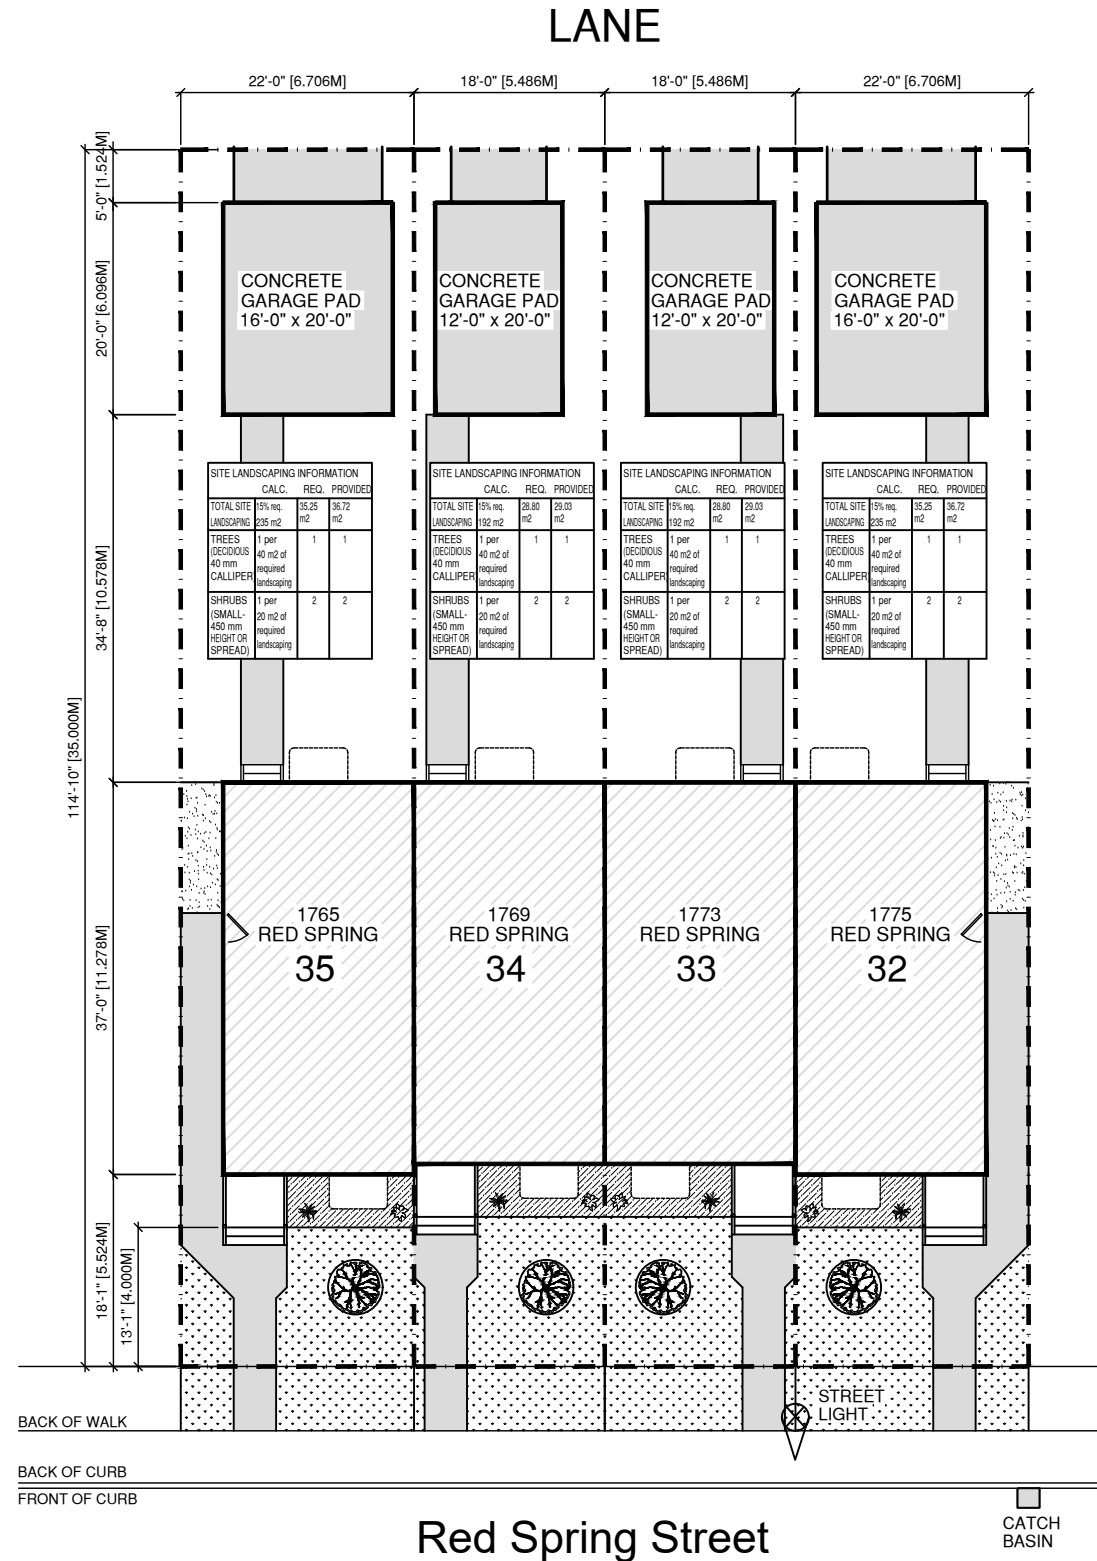 LANE
22'-0" [6.706M]
18'-0" [5.486M]
18'-0" [5.486M]
22'-0" [6.706M]
5'-0" [1.524M]
20'-0" [6.096M]
34'-8" [10.578M]
114'-10" [35.000M]
37'-0" [11.278M]
18'-1" [5.524M]
13'-1" [4.000M]
CONCRETE
GARAGE PAD
16'-0" x 20'-0"
CONCRETE
GARAGE PAD
12'-0" x 20'-0"
CONCRETE
GARAGE PAD
12'-0" x 20'-0"
CONCRETE
GARAGE PAD
16'-0" x 20'-0"
SITE LANDSCAPING INFORMATION
CALC. REQ. PROVIDED
TOTAL SITE 15% req. 35.25 36.72
LANDSCAPING 235 m2 m2 m2
TREES 1 per 1 1
(DECIDIOUS 40 m2 of
40 mm required
CALLIPER) landscaping
SHRUBS 1 per 2 2
(SMALL- 20 m2 of
450 mm required
HEIGHT OR landscaping
SPREAD)
SITE LANDSCAPING INFORMATION
CALC. REQ. PROVIDED
TOTAL SITE 15% req. 28.80 29.03
LANDSCAPING 192 m2 m2 m2
TREES 1 per 1 1
(DECIDIOUS 40 m2 of
40 mm required
CALLIPER) landscaping
SHRUBS 1 per 2 2
(SMALL- 20 m2 of
450 mm required
HEIGHT OR landscaping
SPREAD)
SITE LANDSCAPING INFORMATION
CALC. REQ. PROVIDED
TOTAL SITE 15% req. 28.80 29.03
LANDSCAPING 192 m2 m2 m2
TREES 1 per 1 1
(DECIDIOUS 40 m2 of
40 mm required
CALLIPER) landscaping
SHRUBS 1 per 2 2
(SMALL- 20 m2 of
450 mm required
HEIGHT OR landscaping
SPREAD)
SITE LANDSCAPING INFORMATION
CALC. REQ. PROVIDED
TOTAL SITE 15% req. 35.25 36.72
LANDSCAPING 235 m2 m2 m2
TREES 1 per 1 1
(DECIDIOUS 40 m2 of
40 mm required
CALLIPER) landscaping
SHRUBS 1 per 2 2
(SMALL- 20 m2 of
450 mm required
HEIGHT OR landscaping
SPREAD)
1765
RED SPRING
35
1769
RED SPRING
34
1773
RED SPRING
33
1775
RED SPRING
32
STREET
LIGHT
BACK OF WALK
BACK OF CURB
FRONT OF CURB
CATCH
BASIN
Red Spring Street